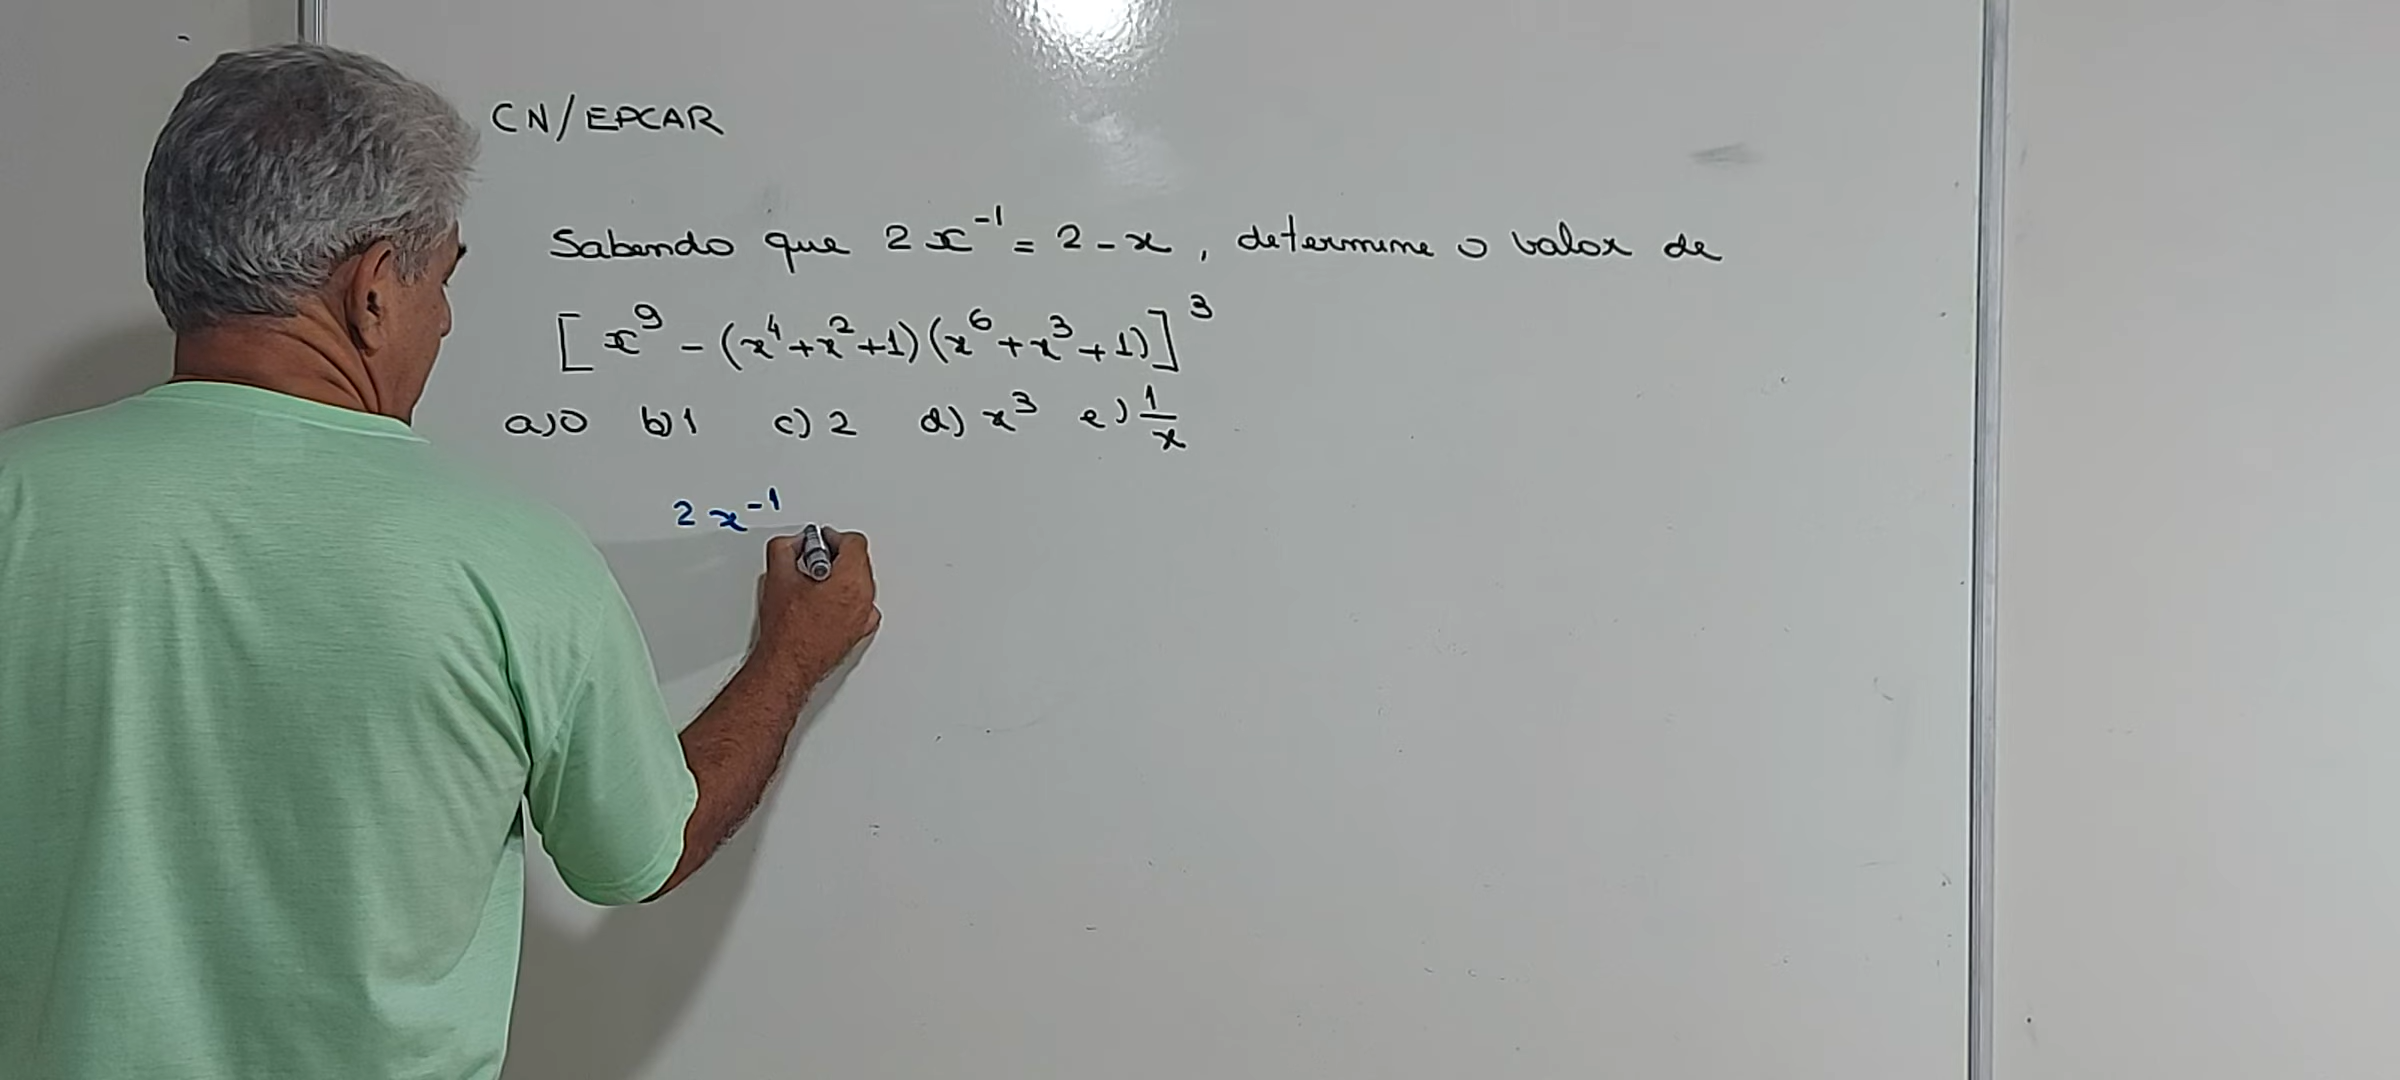 CN/EPCAR
Sabendo que 2x⁻¹ = 2 - x, determine o valor de
[x⁹ - (x⁴+x²+1)(x⁶+x³+1)]³
a) 0 b) 1 c) 2 d) x³ e) 1/x
2x⁻¹